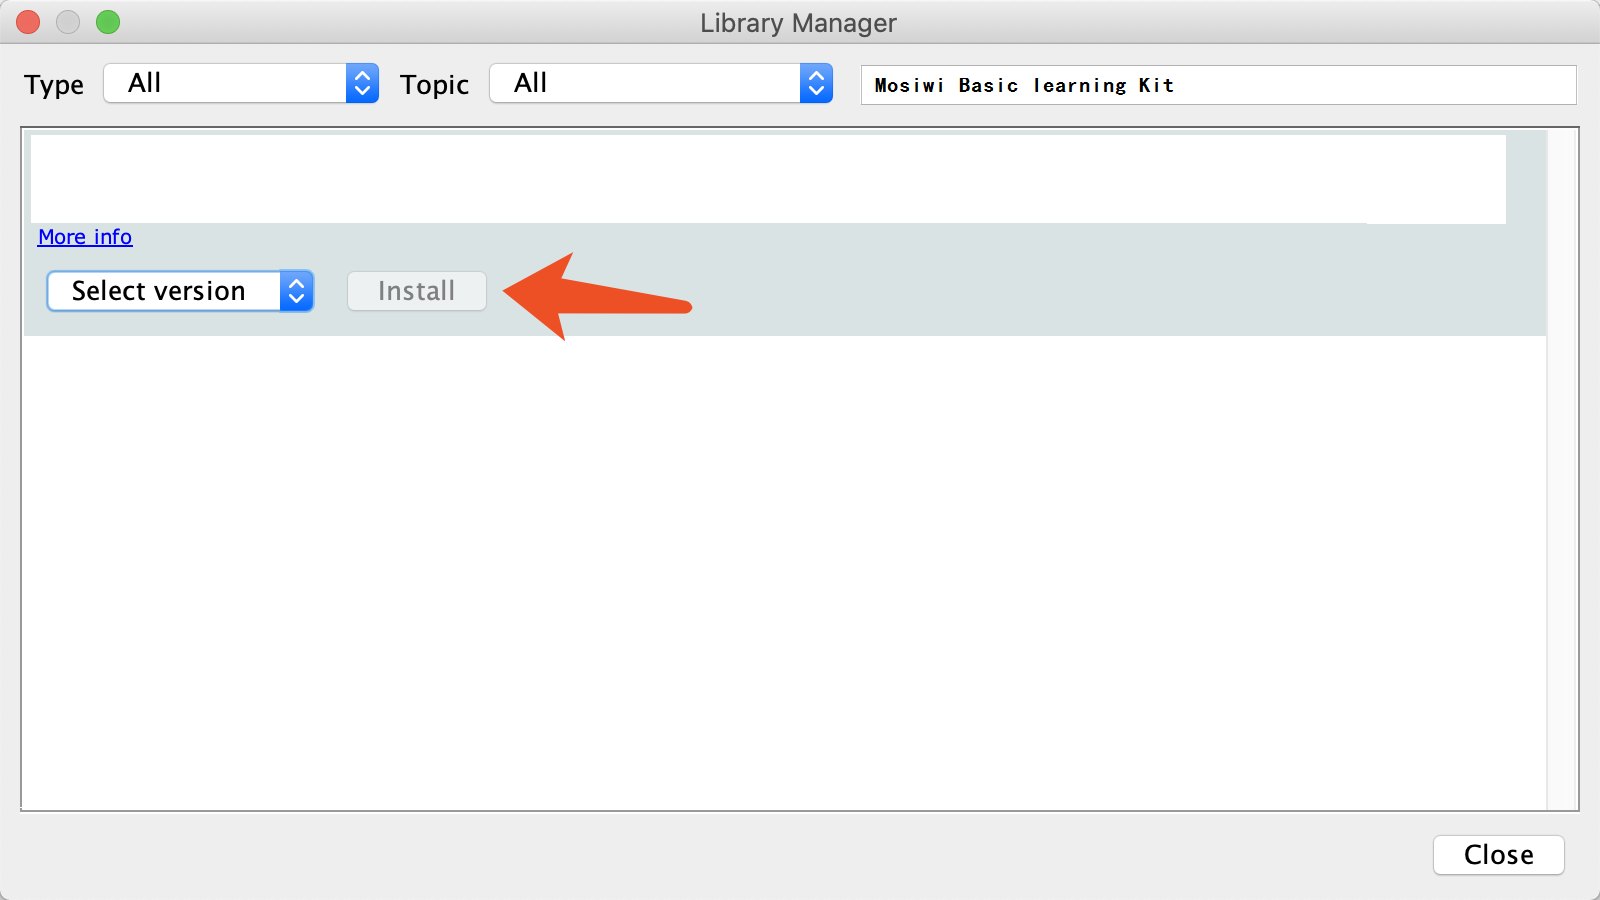 Library Manager
Type All Topic All Mosiwi Basic learning Kit
More info
Select version Install
Close